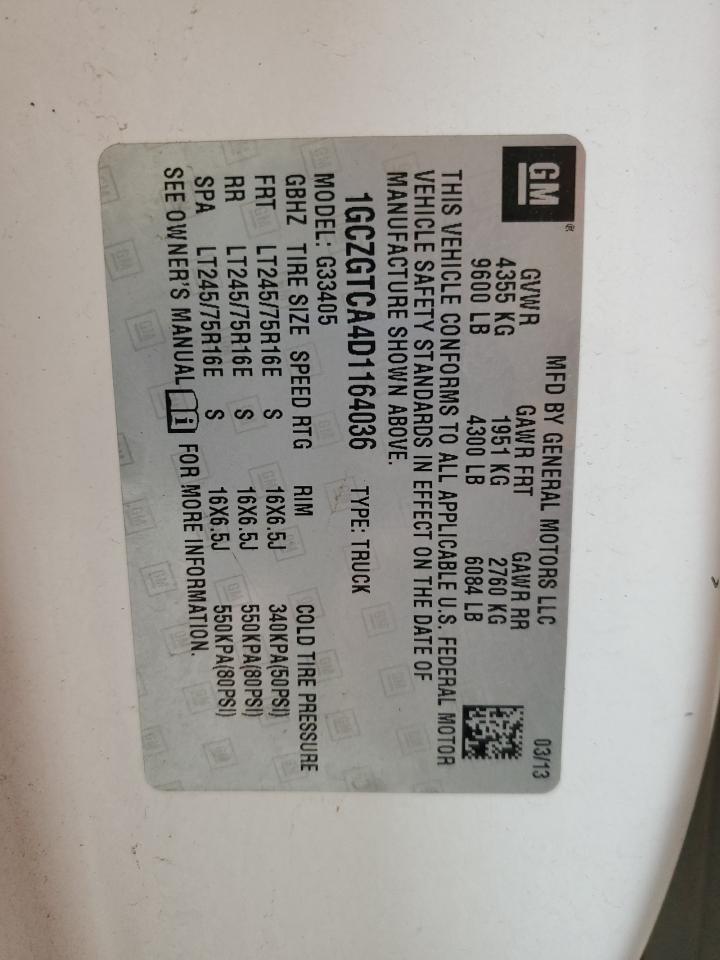 GM®
MFD BY GENERAL MOTORS LLC 03/13
GVWR GAWR FRT GAWR RR
4355 KG 1951 KG 2760 KG
9600 LB 4300 LB 6084 LB
THIS VEHICLE CONFORMS TO ALL APPLICABLE U.S. FEDERAL MOTOR
VEHICLE SAFETY STANDARDS IN EFFECT ON THE DATE OF
MANUFACTURE SHOWN ABOVE.
1GCZGTCA4D1164036 TYPE: TRUCK
MODEL: G33405
GBHZ TIRE SIZE SPEED RTG RIM COLD TIRE PRESSURE
FRT LT245/75R16E S 16X6.5J 340KPA(50PSI)
RR LT245/75R16E S 16X6.5J 550KPA(80PSI)
SPA LT245/75R16E S 16X6.5J 550KPA(80PSI)
SEE OWNER'S MANUAL i FOR MORE INFORMATION.